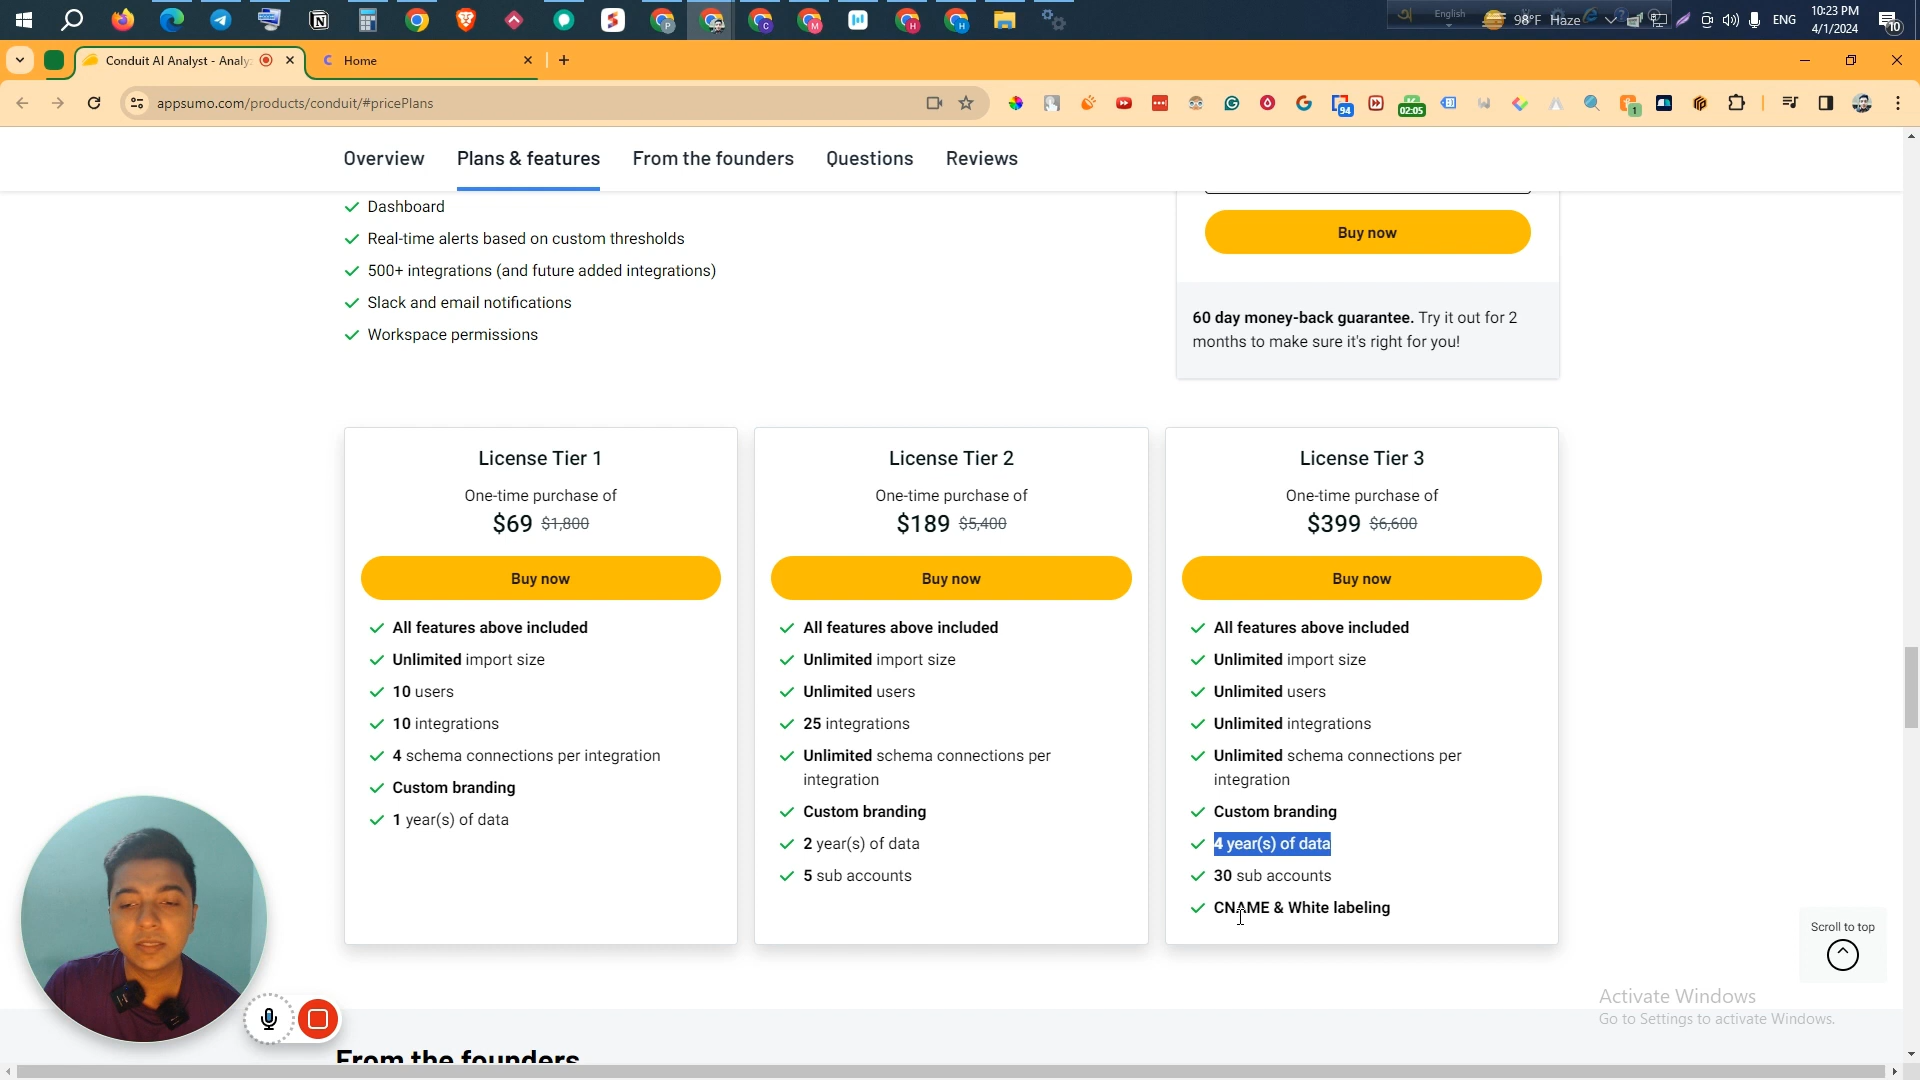 English
98°F Haze
ENG
10:23 PM
4/1/2024
10
Conduit AI Analyst - Analy
Home
appsumo.com/products/conduit/#pricePlans
94
02:05
1
Overview
Plans & features
From the founders
Questions
Reviews
Dashboard
Real-time alerts based on custom thresholds
500+ integrations (and future added integrations)
Slack and email notifications
Workspace permissions
Buy now
60 day money-back guarantee. Try it out for 2
months to make sure it's right for you!
License Tier 1
One-time purchase of
$69 $1,800
Buy now
All features above included
Unlimited import size
10 users
10 integrations
4 schema connections per integration
Custom branding
1 year(s) of data
License Tier 2
One-time purchase of
$189 $5,400
Buy now
All features above included
Unlimited import size
Unlimited users
25 integrations
Unlimited schema connections per
integration
Custom branding
2 year(s) of data
5 sub accounts
License Tier 3
One-time purchase of
$399 $6,600
Buy now
All features above included
Unlimited import size
Unlimited users
Unlimited integrations
Unlimited schema connections per
integration
Custom branding
4 year(s) of data
30 sub accounts
CNAME & White labeling
Scroll to top
Activate Windows
Go to Settings to activate Windows.
From the founders